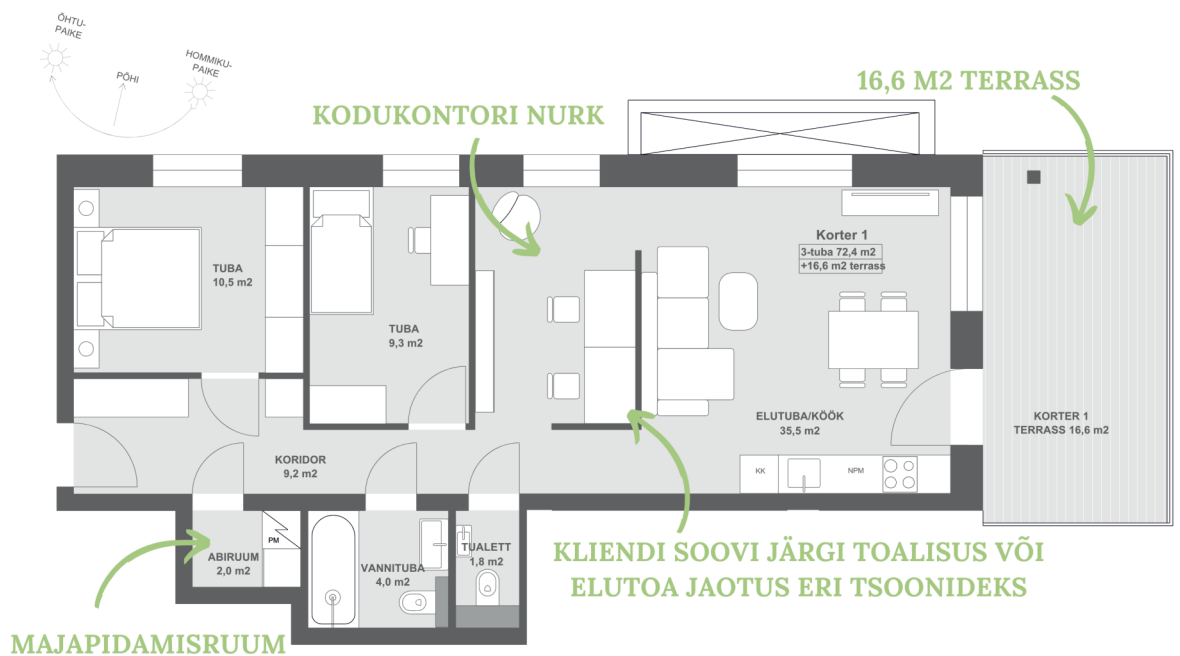 ÕHTU-
PAIKE
PÕHI
HOMMIKU-
PAIKE
KODUKONTORI NURK
16,6 M2 TERRASS
Korter 1
3-tuba 72,4 m2
+16,6 m2 terrass
TUBA
10,5 m2
TUBA
9,3 m2
ELUTUBA/KÖÖK
35,5 m2
KORTER 1
TERRASS 16,6 m2
KORIDOR
9,2 m2
KK
NPM
PM
ABIRUUM
2,0 m2
VANNITUBA
4,0 m2
TUALETT
1,8 m2
KLIENDI SOOVI JÄRGI TOALISUS VÕI
ELUTOA JAOTUS ERI TSOONIDEKS
MAJAPIDAMISRUUM